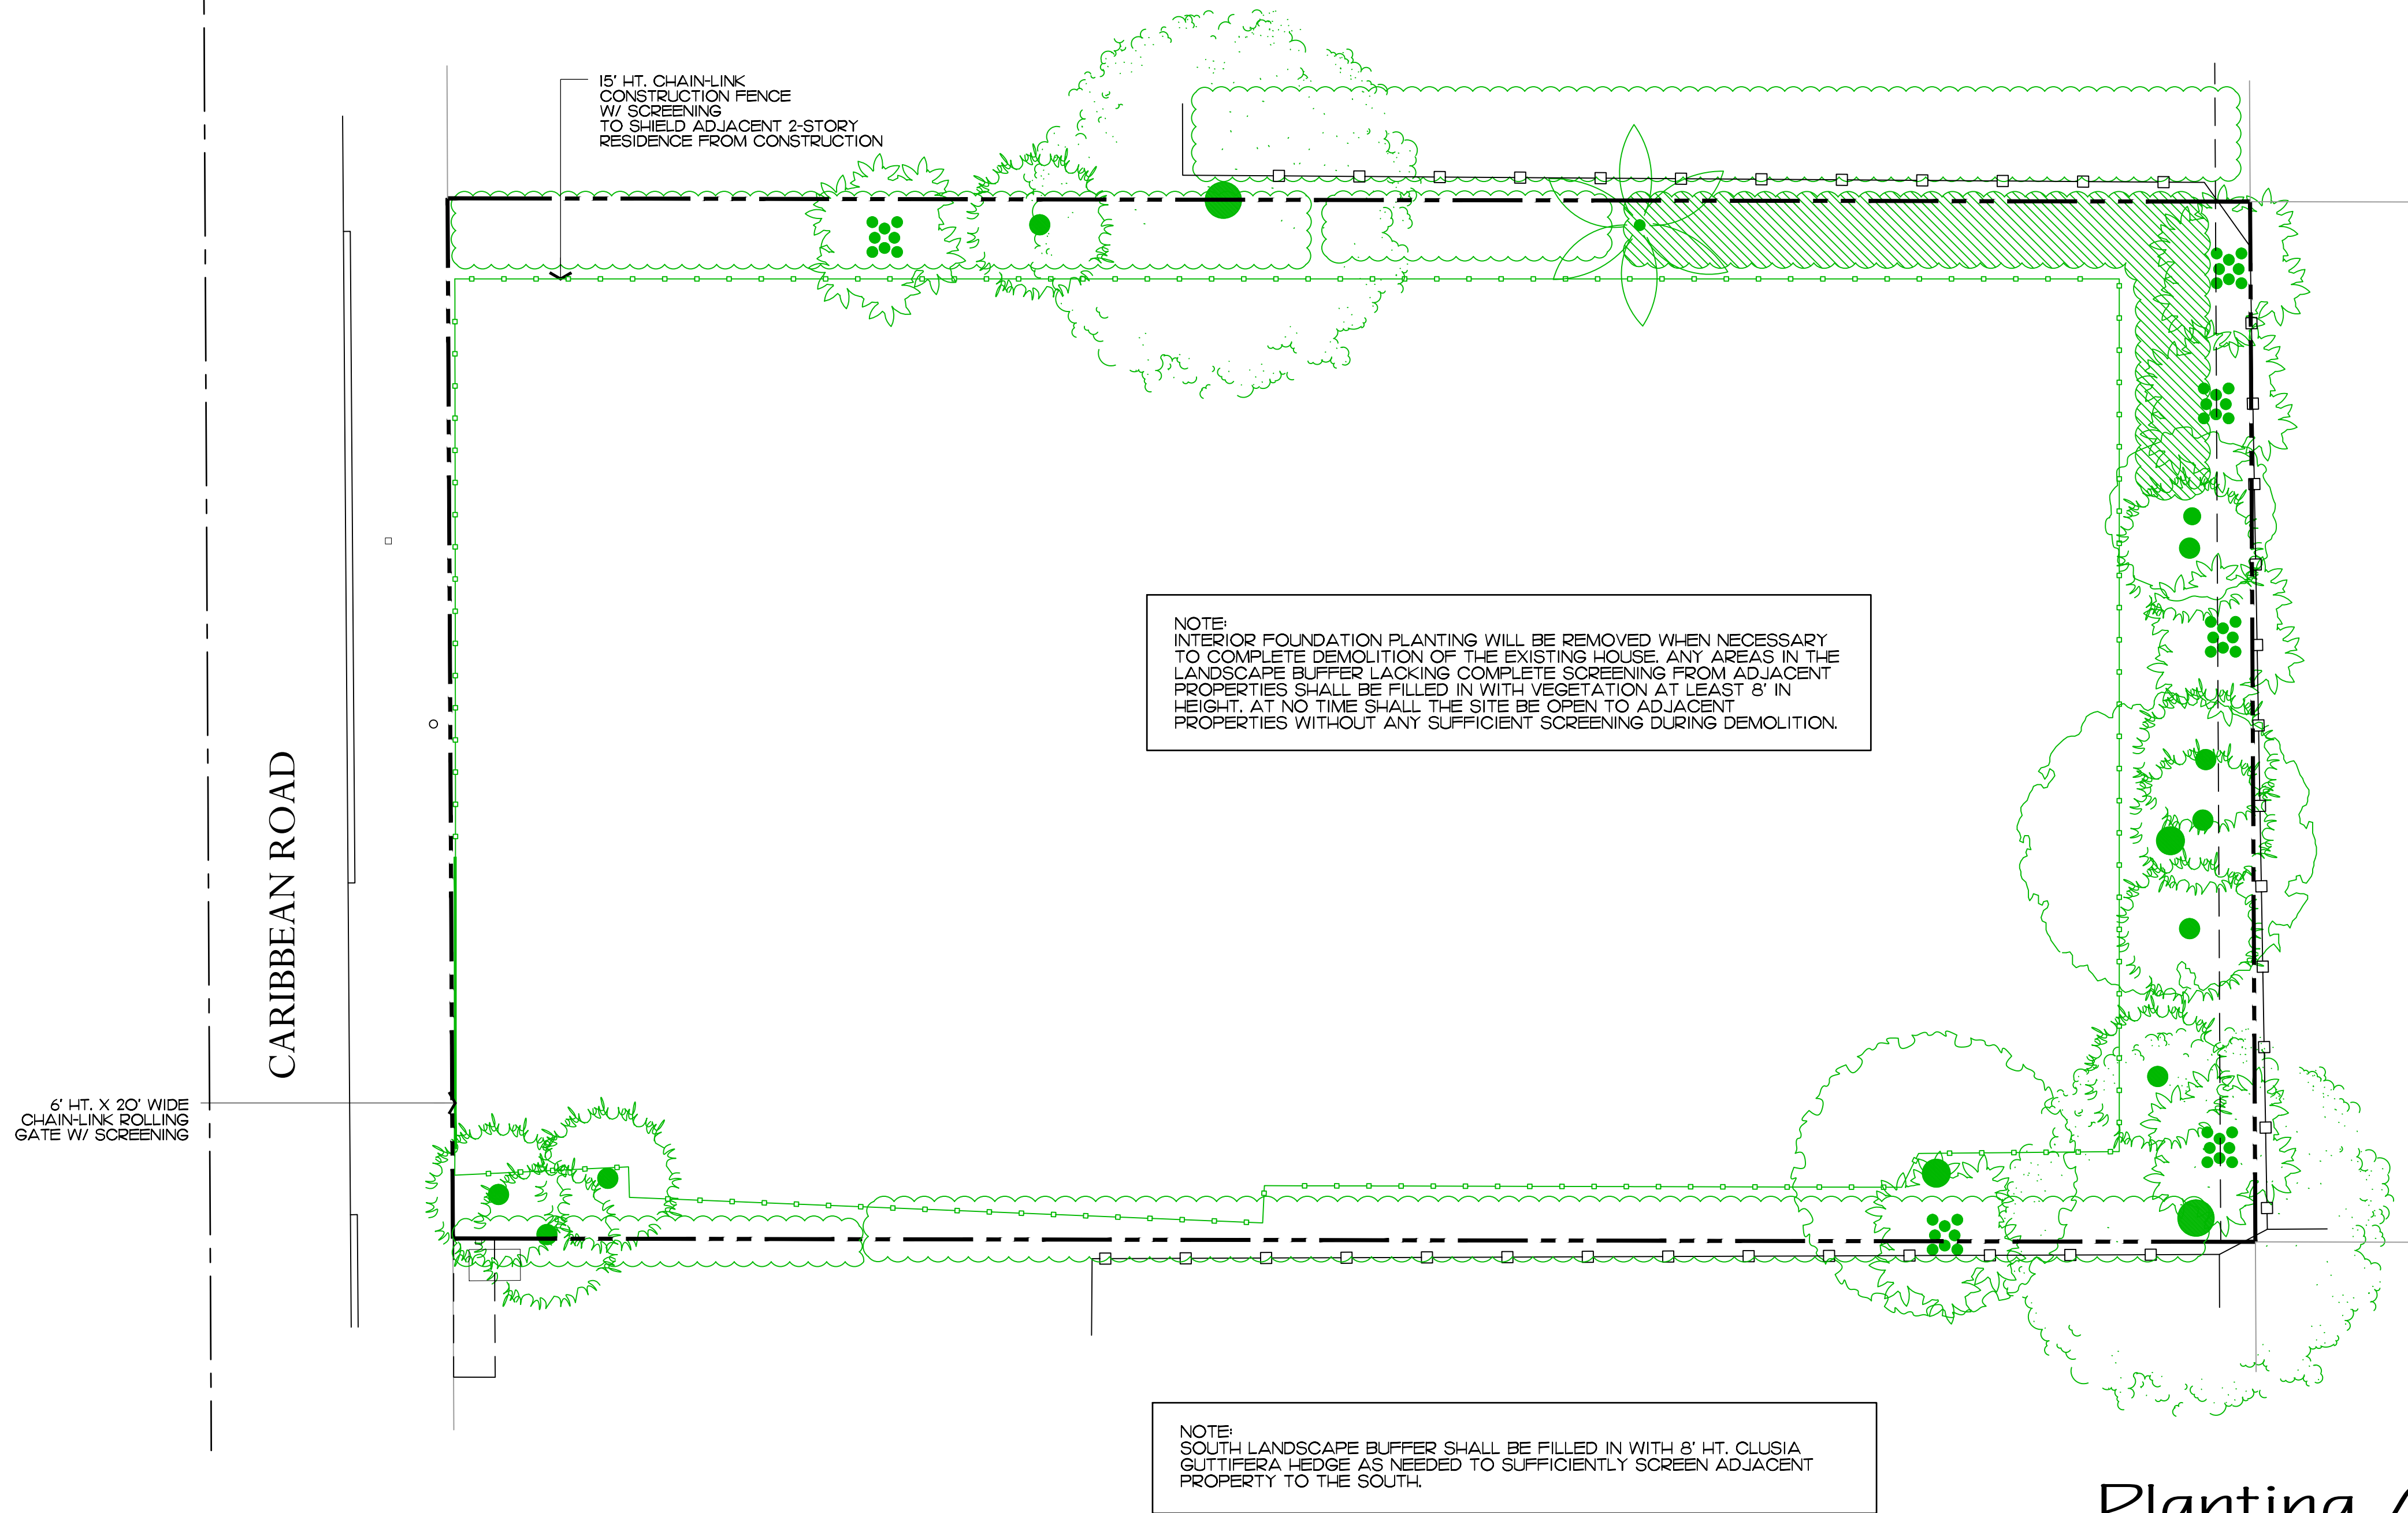 15' HT. CHAIN-LINK
CONSTRUCTION FENCE
W/ SCREENING
TO SHIELD ADJACENT 2-STORY
RESIDENCE FROM CONSTRUCTION
NOTE:
INTERIOR FOUNDATION PLANTING WILL BE REMOVED WHEN NECESSARY
TO COMPLETE DEMOLITION OF THE EXISTING HOUSE. ANY AREAS IN THE
LANDSCAPE BUFFER LACKING COMPLETE SCREENING FROM ADJACENT
PROPERTIES SHALL BE FILLED IN WITH VEGETATION AT LEAST 8' IN
HEIGHT. AT NO TIME SHALL THE SITE BE OPEN TO ADJACENT
PROPERTIES WITHOUT ANY SUFFICIENT SCREENING DURING DEMOLITION.
CARIBBEAN ROAD
6' HT. X 20' WIDE
CHAIN-LINK ROLLING
GATE W/ SCREENING
NOTE:
SOUTH LANDSCAPE BUFFER SHALL BE FILLED IN WITH 8' HT. CLUSIA
GUTTIFERA HEDGE AS NEEDED TO SUFFICIENTLY SCREEN ADJACENT
PROPERTY TO THE SOUTH.
Planting